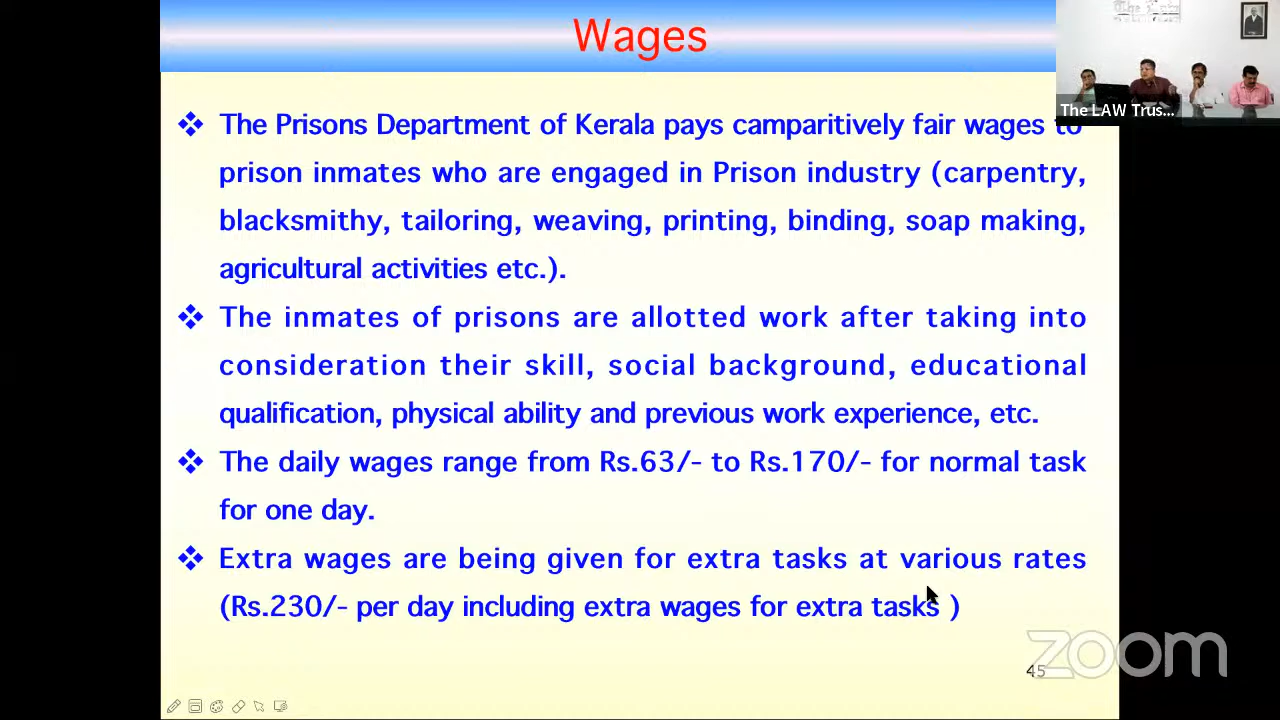 Wages
The LAW Trus...
The Prisons Department of Kerala pays camparitively fair wages to
prison inmates who are engaged in Prison industry (carpentry,
blacksmithy, tailoring, weaving, printing, binding, soap making,
agricultural activities etc.).
The inmates of prisons are allotted work after taking into
consideration their skill, social background, educational
qualification, physical ability and previous work experience, etc.
The daily wages range from Rs.63/- to Rs.170/- for normal task
for one day.
Extra wages are being given for extra tasks at various rates
(Rs.230/- per day including extra wages for extra tasks )
45
zoom